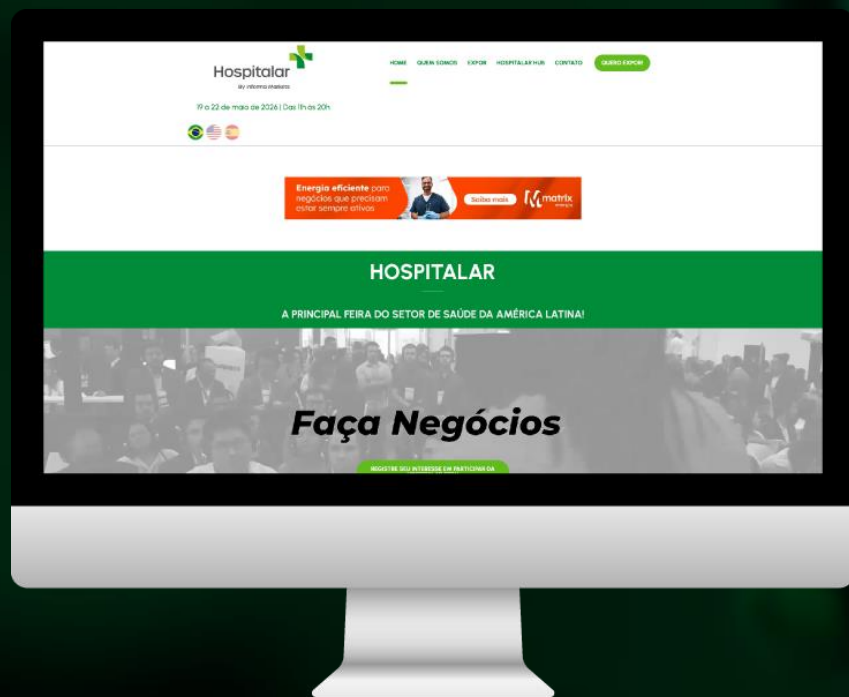 Hospitalar
By Informa Markets
19 a 22 de maio de 2026 | Das 11h às 20h
HOME QUEM SOMOS EXPOR HOSPITALAR HUB CONTATO QUERO EXPOR
Energia eficiente para
negócios que precisam
estar sempre ativos
Saiba mais
matrix
energia
HOSPITALAR
A PRINCIPAL FEIRA DO SETOR DE SAÚDE DA AMÉRICA LATINA!
Faça Negócios
REGISTRE SEU INTERESSE EM PARTICIPAR DA